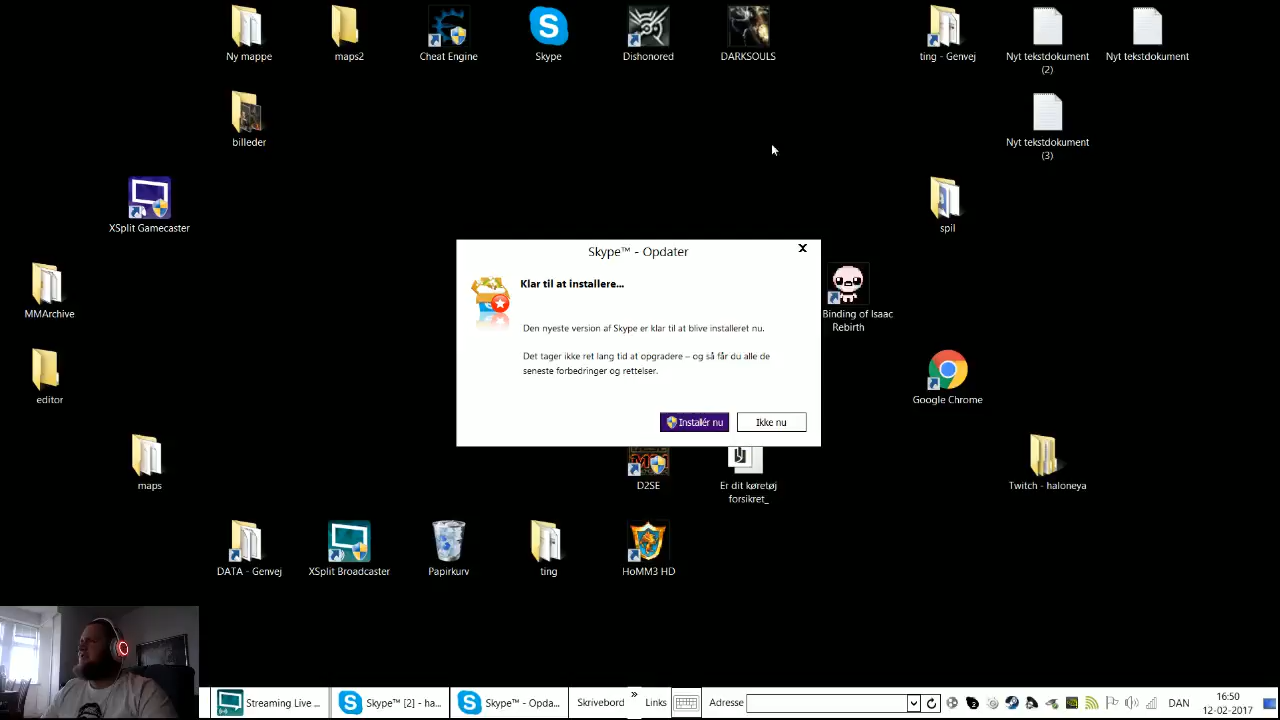 Ny mappe
maps2
Cheat Engine
Skype
Dishonored
DARKSOULS
ting - Genvej
Nyt tekstdokument
(2)
Nyt tekstdokument
billeder
Nyt tekstdokument
(3)
XSplit Gamecaster
spil
Skype™ - Opdater
X
Klar til at installere...
Den nyeste version af Skype er klar til at blive installeret nu.
Det tager ikke ret lang tid at opgradere – og så får du alle de
seneste forbedringer og rettelser.
Installér nu
Ikke nu
MMArchive
Binding of Isaac
Rebirth
editor
Google Chrome
maps
D2SE
Er dit køretøj
forsikret_
Twitch - haloneya
DATA - Genvej
XSplit Broadcaster
Papirkurv
ting
HoMM3 HD
Streaming Live ...
Skype™ [2] - ha...
Skype™ - Opda...
Skrivebord
»
Links
Adresse
DAN
16:50
12-02-2017